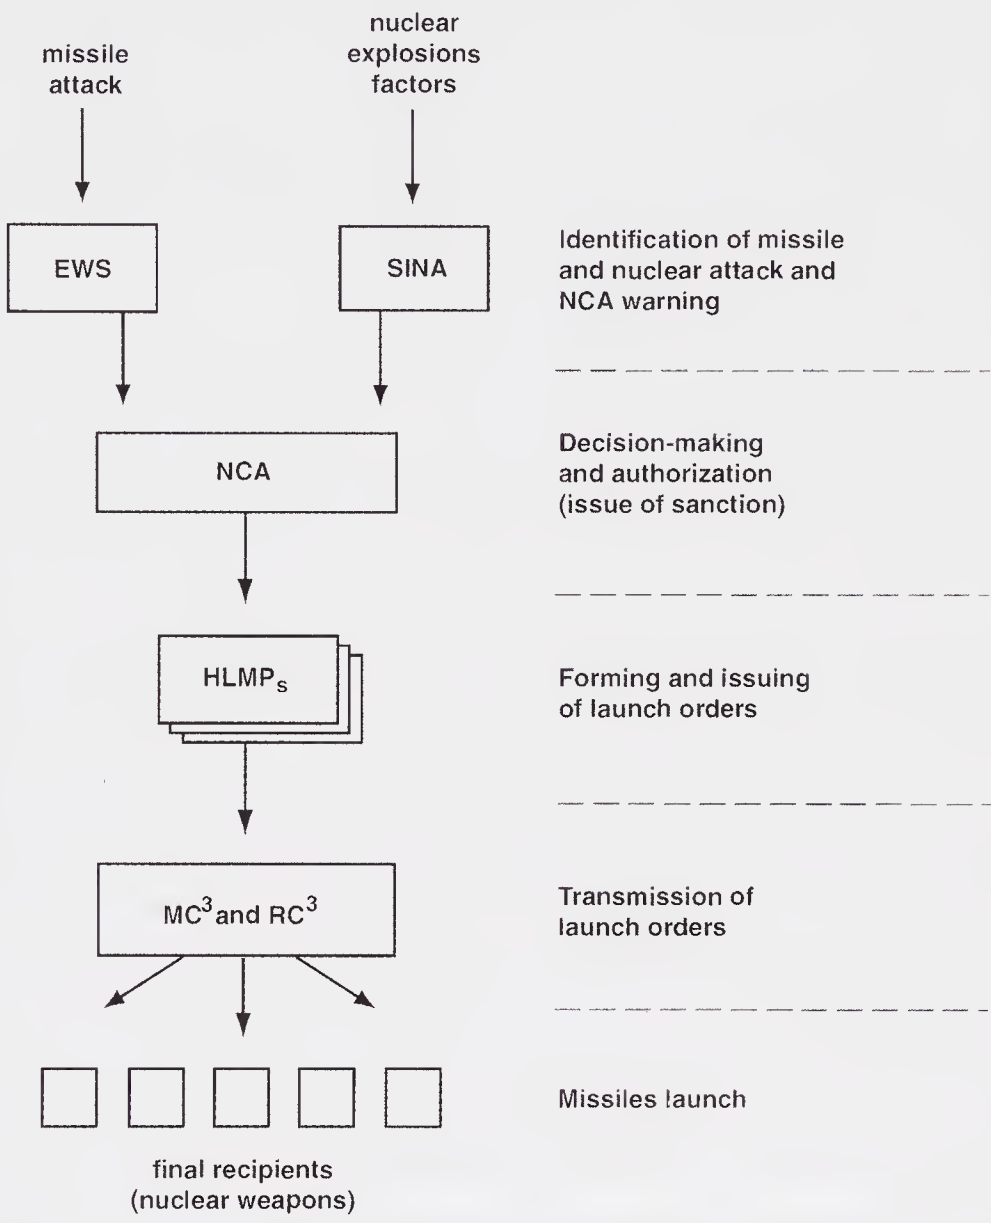 missile
attack
nuclear
explosions
factors
EWS
SINA
Identification of missile
and nuclear attack and
NCA warning
NCA
Decision-making
and authorization
(issue of sanction)
HLMPs
Forming and issuing
of launch orders
MC³ and RC³
Transmission of
launch orders
Missiles launch
final recipients
(nuclear weapons)